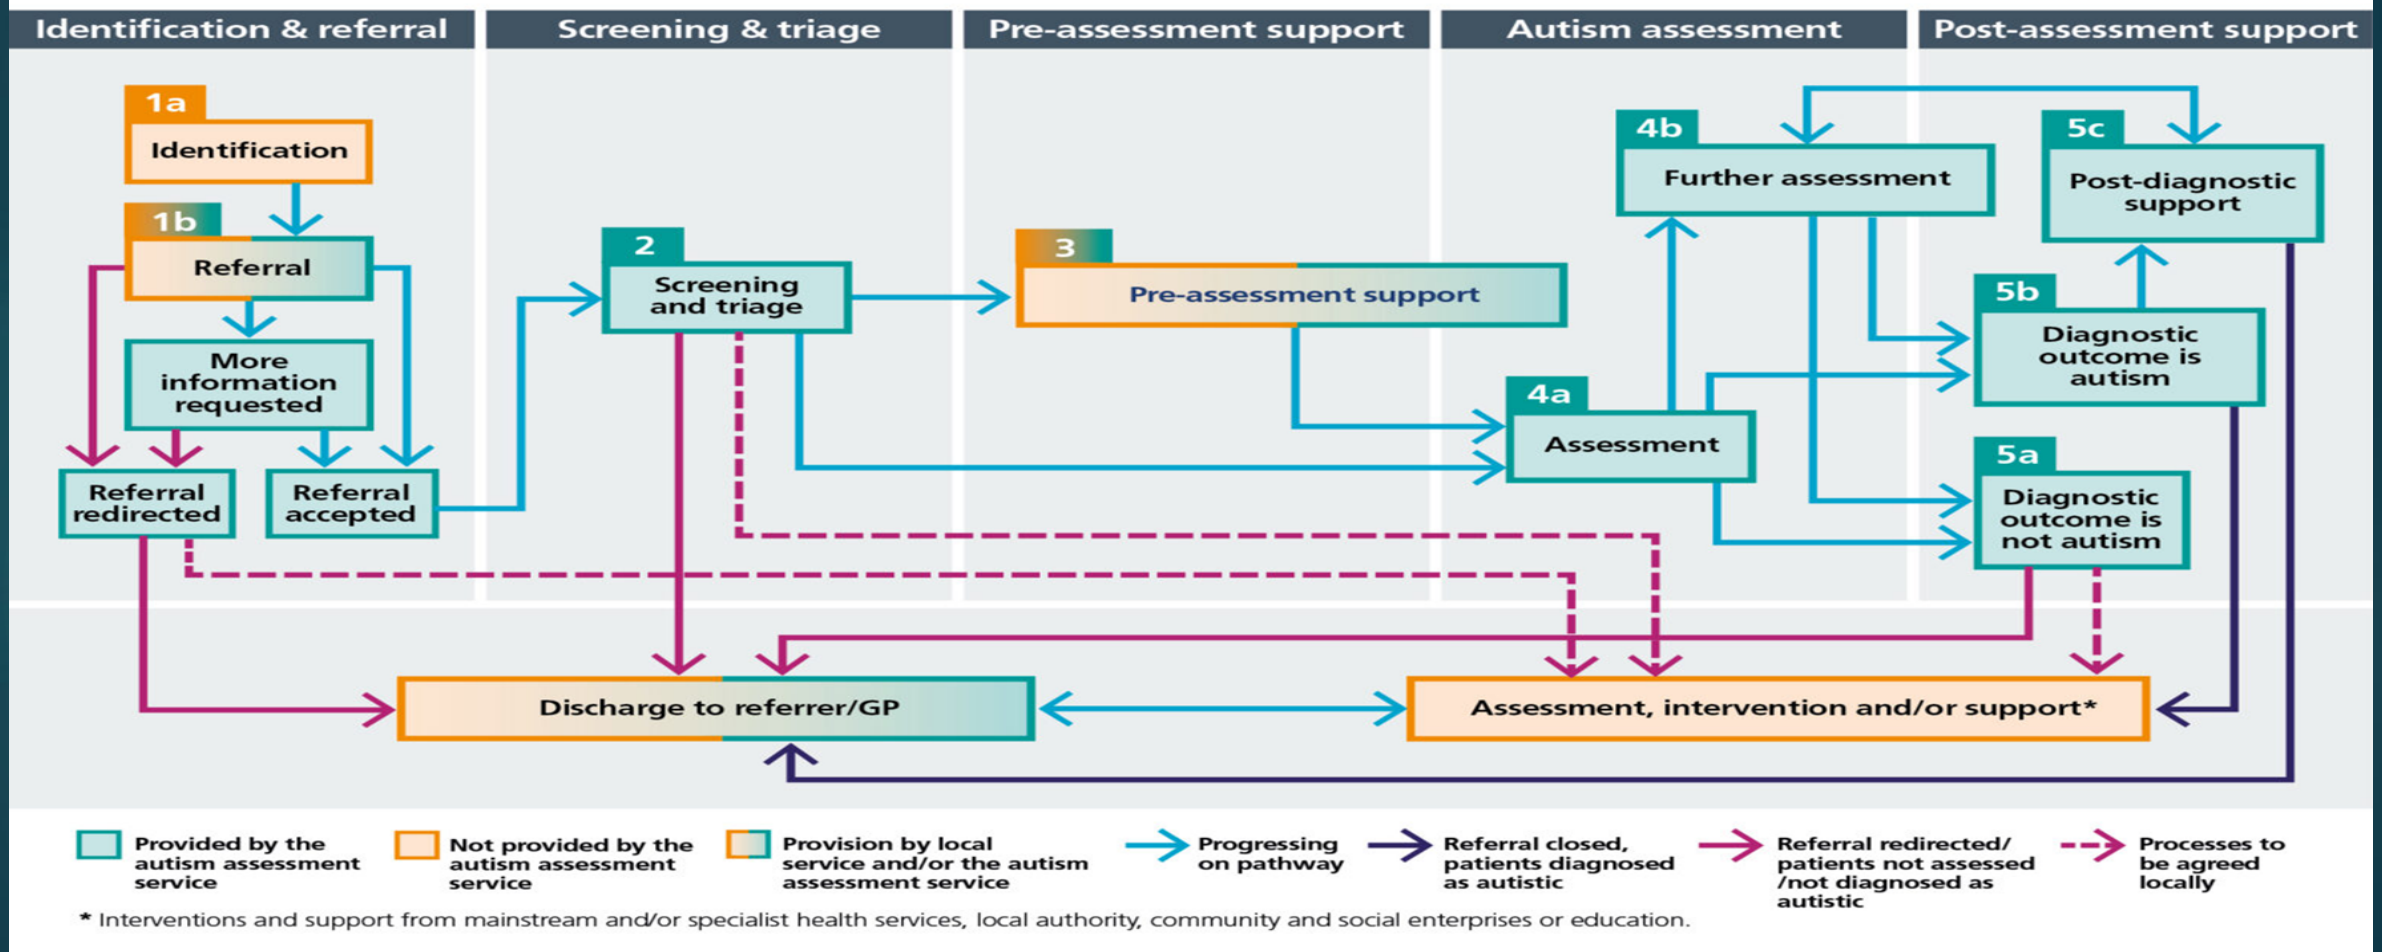 Identification & referral
Screening & triage
Pre-assessment support
Autism assessment
Post-assessment support
1a
Identification
1b
Referral
More
information
requested
Referral
redirected
Referral
accepted
2
Screening
and triage
3
Pre-assessment support
4a
Assessment
4b
Further assessment
5c
Post-diagnostic
support
5b
Diagnostic
outcome is
autism
5a
Diagnostic
outcome is
not autism
Discharge to referrer/GP
Assessment, intervention and/or support*
Provided by the
autism assessment
service
Not provided by the
autism assessment
service
Provision by local
service and/or the autism
assessment service
Progressing
on pathway
Referral closed,
patients diagnosed
as autistic
Referral redirected/
patients not assessed
/not diagnosed as
autistic
Processes to
be agreed
locally
* Interventions and support from mainstream and/or specialist health services, local authority, community and social enterprises or education.